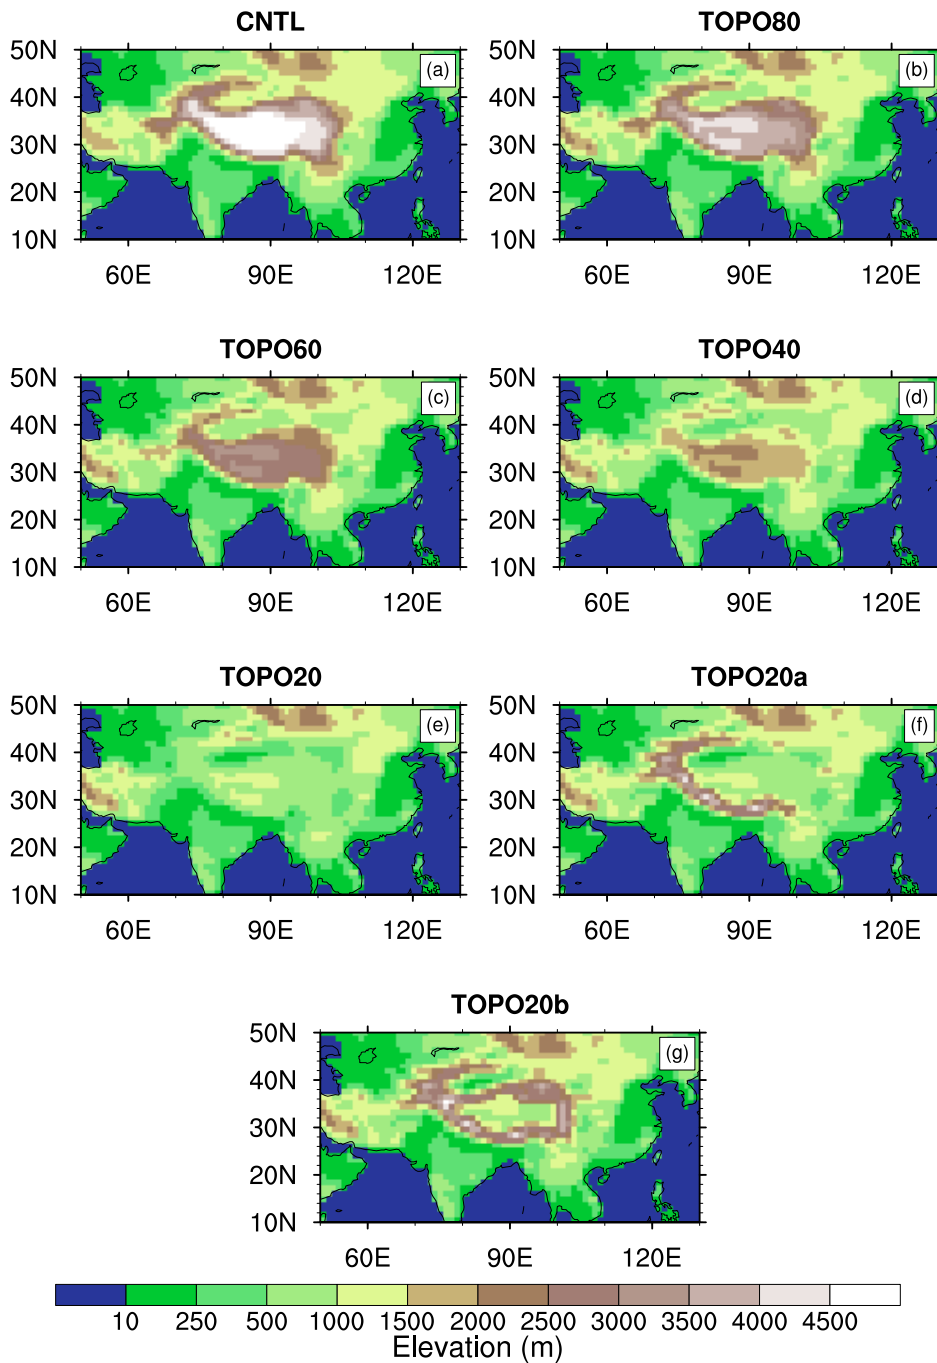 CNTL TOPO80
50N (a) 50N (b)
40N 40N
30N 30N
20N 20N
10N 10N
60E 90E 120E 60E 90E 120E
TOPO60 TOPO40
50N (c) 50N (d)
40N 40N
30N 30N
20N 20N
10N 10N
60E 90E 120E 60E 90E 120E
TOPO20 TOPO20a
50N (e) 50N (f)
40N 40N
30N 30N
20N 20N
10N 10N
60E 90E 120E 60E 90E 120E
TOPO20b
50N (g)
40N
30N
20N
10N
60E 90E 120E
10 250 500 1000 1500 2000 2500 3000 3500 4000 4500
Elevation (m)